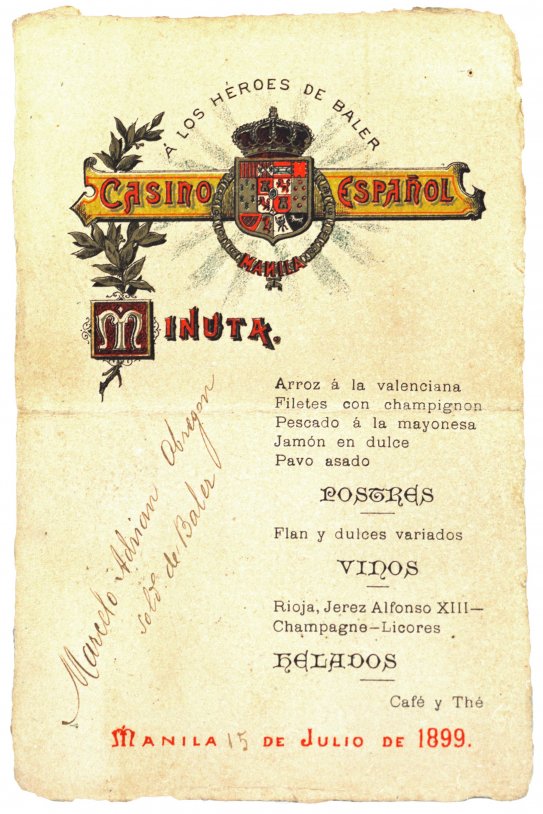 Á LOS HÉROES DE BALER
CASINO ESPAÑOL
MANILA
MINUTA.
Arroz á la valenciana
Filetes con champignon
Pescado á la mayonesa
Jamón en dulce
Pavo asado
POSTRES
Flan y dulces variados
VINOS
Rioja, Jerez Alfonso XIII—
Champagne—Licores
HELADOS
Café y Thé
Marcelo Adrian Obregon
soldº de Baler
MANILA 15 DE JULIO DE 1899.